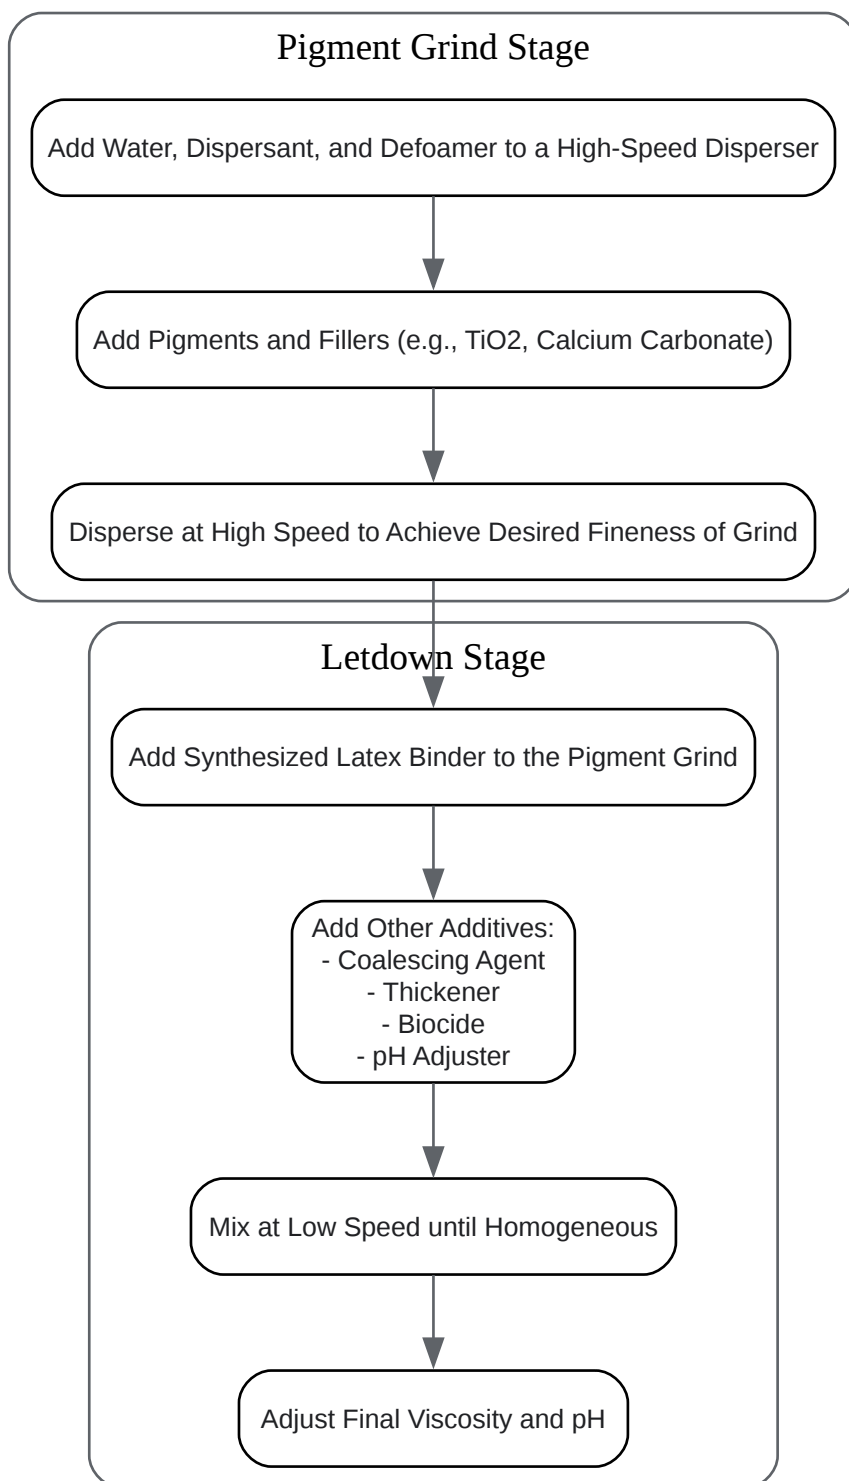 Pigment Grind Stage
Add Water, Dispersant, and Defoamer to a High-Speed Disperser
Add Pigments and Fillers (e.g., TiO2, Calcium Carbonate)
Disperse at High Speed to Achieve Desired Fineness of Grind
Letdown Stage
Add Synthesized Latex Binder to the Pigment Grind
Add Other Additives:
- Coalescing Agent
- Thickener
- Biocide
- pH Adjuster
Mix at Low Speed until Homogeneous
Adjust Final Viscosity and pH